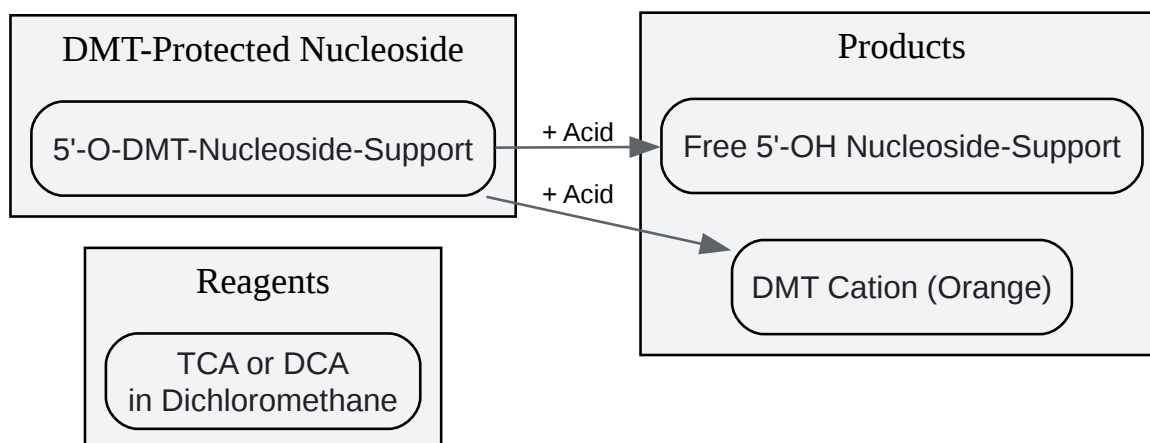 DMT-Protected Nucleoside
5'-O-DMT-Nucleoside-Support
+ Acid
+ Acid
Products
Free 5'-OH Nucleoside-Support
DMT Cation (Orange)
Reagents
TCA or DCA
in Dichloromethane